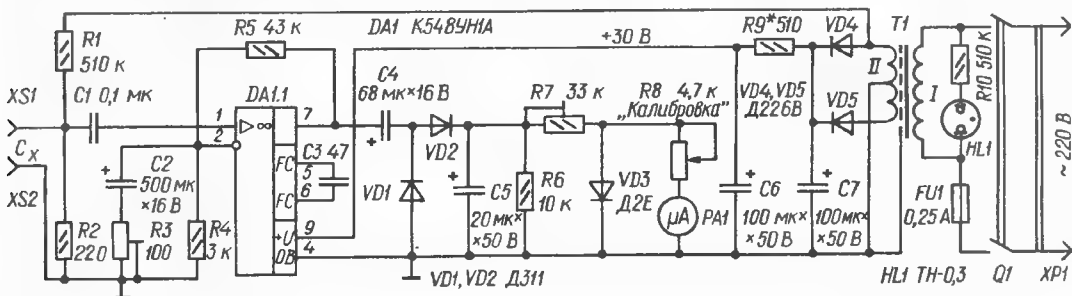 R1
510 к
C1 0,1 мк
XS1
Cx
XS2
R2
220
C2
500 мк
×16 В
R3
100
R4
3 к
R5 43 к
DA1 К548УН1А
DA1.1
▷∞
1
2
7
FC
5
FC
6
+U
9
0В
4
C3 47
C4
68 мк×16 В
VD1
VD2
VD1, VD2 Д311
C5
20 мк×
×50 В
R6
10 к
R7 33 к
VD3
Д2Е
R8 4,7 к
„Калибровка"
μA
PA1
+30 В
C6
100 мк×
×50 В
R9* 510
VD4, VD5
Д226В
C7
100 мк×
×50 В
VD4
VD5
T1
II
I
R10 510 к
HL1
FU1
0,25 А
HL1 ТН-0,3
Q1
~220 В
XP1